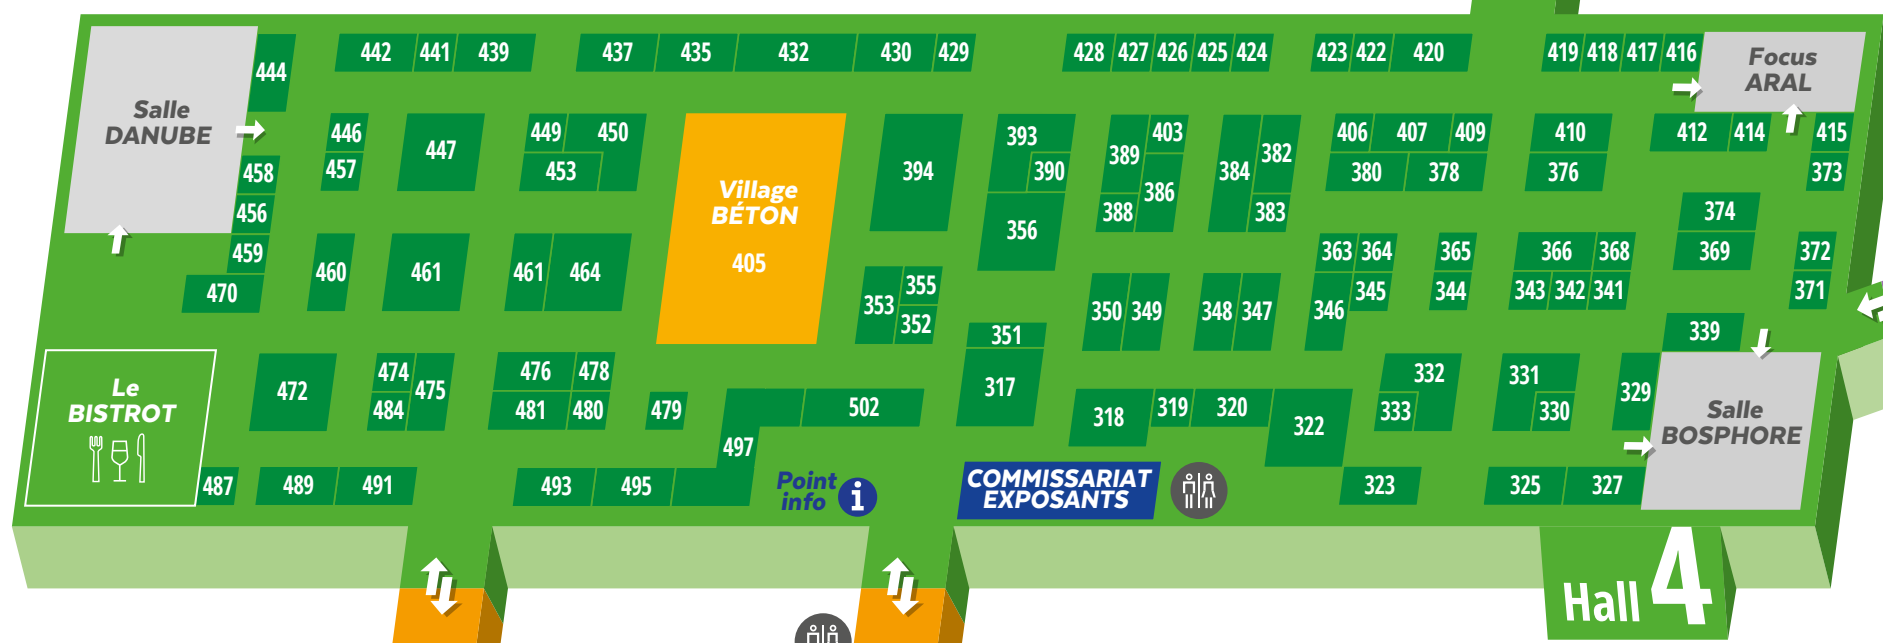 442 441 439 437 435 432 430 429 428 427 426 425 424 423 422 420 419 418 417 416
444
Focus
ARAL
Salle
DANUBE
446 447 449 450 393 403 382 406 407 409 410 412 414 415
457 453 394 390 389 384 380 378 376 373
458 386
Village
BÉTON
405
456 356 388 383 374
459 363 364 365 366 368 369 372
460 461 461 464
470 353 355 346 345 344 343 342 341 371
352 350 349 348 347
351 339
Le
BISTROT
472 474 475 476 478 317 332 331 329
484 481 480 479 502 318 319 320 322 333 330
Salle
BOSPHORE
497
487 489 491 493 495 323 325 327
Point
info
i
COMMISSARIAT
EXPOSANTS
Hall 4